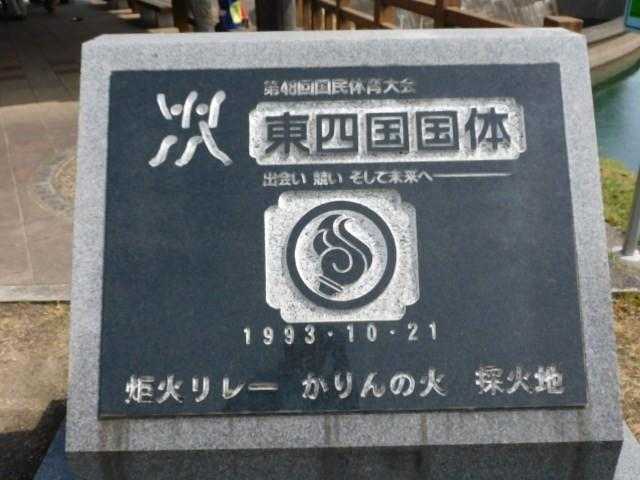 第48回国民体育大会
東四国国体
出会い 競い そして未来へ
1993・10・21
炬火リレー かりんの火 採火地